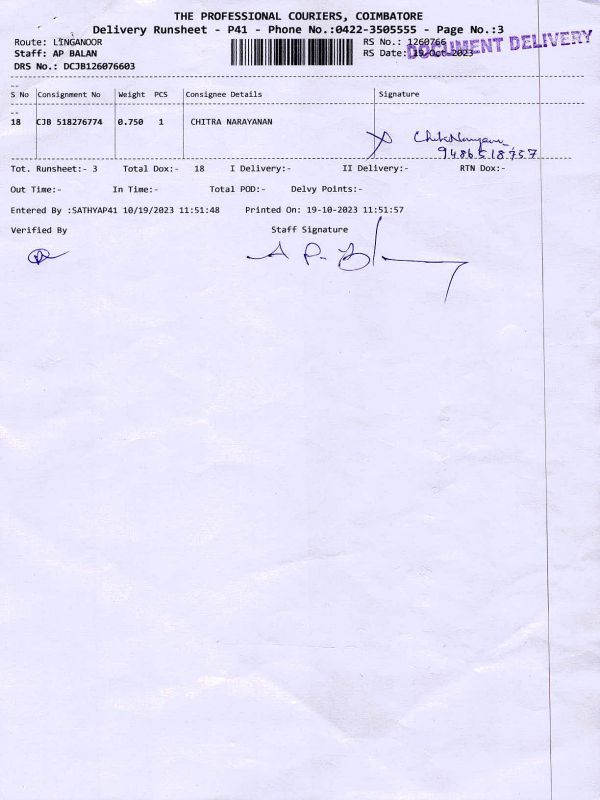 THE PROFESSIONAL COURIERS, COIMBATORE
Delivery Runsheet - P41 - Phone No.:0422-3505555 - Page No.:3
Route: LINGANOOR RS No.: 1260766
DOCUMENT DELIVERY
Staff: AP BALAN RS Date: 19-Oct-2023
DRS No.: DCJB126076603
S No Consignment No Weight PCS Consignee Details Signature
18 CJB 518276774 0.750 1 CHITRA NARAYANAN
9486518757
Tot. Runsheet:- 3 Total Dox:- 18 I Delivery:- II Delivery:- RTN Dox:-
Out Time:- In Time:- Total POD:- Delvy Points:-
Entered By :SATHYAP41 10/19/2023 11:51:48 Printed On: 19-10-2023 11:51:57
Verified By Staff Signature